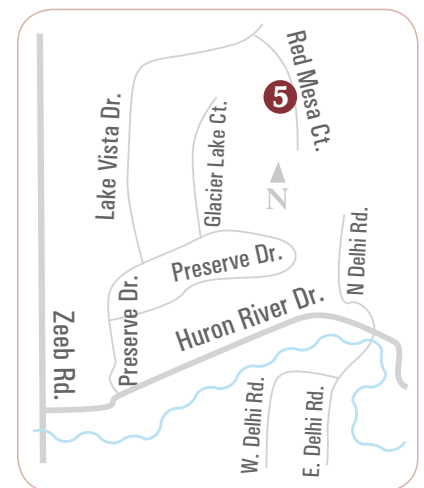 Red Mesa Ct.
5
Lake Vista Dr.
Glacier Lake Ct.
N
N Delhi Rd.
Preserve Dr.
Preserve Dr.
Huron River Dr.
Zeeb Rd.
W. Delhi Rd.
E. Delhi Rd.